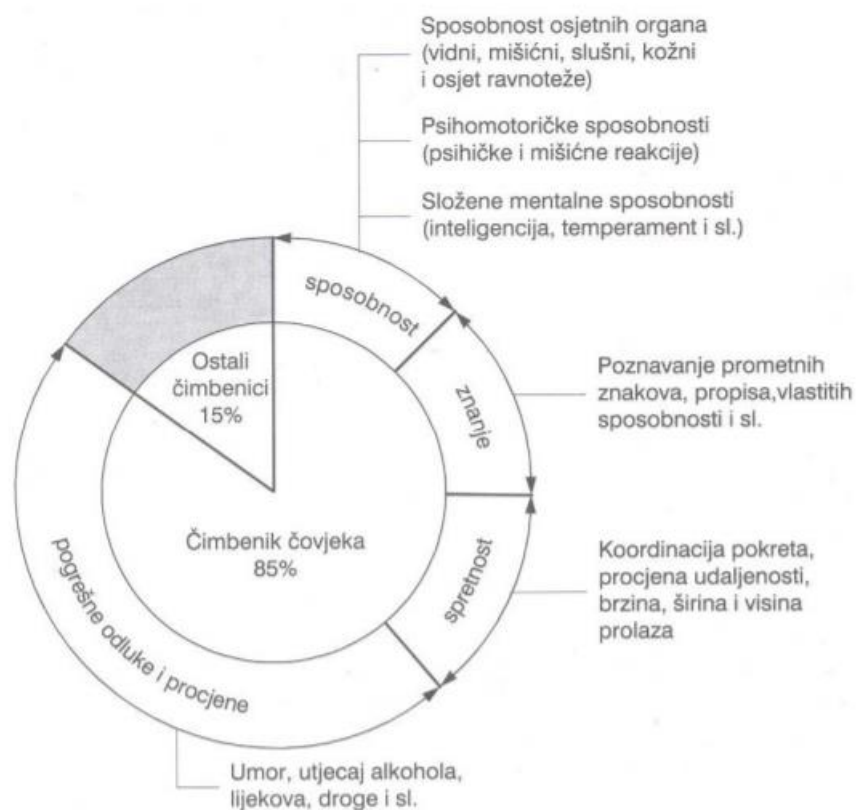 Sposobnost osjetnih organa
(vidni, mišićni, slušni, kožni
i osjet ravnoteže)
Psihomotoričke sposobnosti
(psihičke i mišićne reakcije)
Složene mentalne sposobnosti
(inteligencija, temperament i sl.)
sposobnost
Ostali
čimbenici
15%
znanje
Poznavanje prometnih
znakova, propisa,vlastitih
sposobnosti i sl.
Čimbenik čovjeka
85%
spretnost
Koordinacija pokreta,
procjena udaljenosti,
brzina, širina i visina
prolaza
pogrešne odluke i procjene
Umor, utjecaj alkohola,
lijekova, droge i sl.